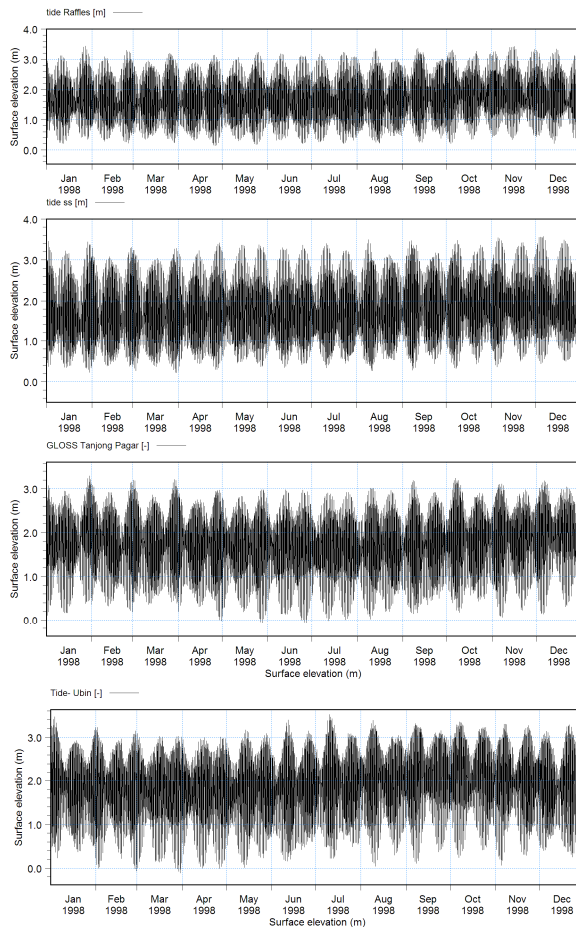 tide Raffles [m]
Surface elevation (m)
4.0
3.0
2.0
1.0
0.0
Jan Feb Mar Apr May Jun Jul Aug Sep Oct Nov Dec
1998 1998 1998 1998 1998 1998 1998 1998 1998 1998 1998 1998
tide ss [m]
Surface elevation (m)
4.0
3.0
2.0
1.0
0.0
Jan Feb Mar Apr May Jun Jul Aug Sep Oct Nov Dec
1998 1998 1998 1998 1998 1998 1998 1998 1998 1998 1998 1998
GLOSS Tanjong Pagar [-]
Surface elevation (m)
3.0
2.0
1.0
0.0
Jan Feb Mar Apr May Jun Jul Aug Sep Oct Nov Dec
1998 1998 1998 1998 1998 1998 1998 1998 1998 1998 1998 1998
Surface elevation (m)
Tide- Ubin [-]
Surface elevation (m)
3.0
2.0
1.0
0.0
Jan Feb Mar Apr May Jun Jul Aug Sep Oct Nov Dec
1998 1998 1998 1998 1998 1998 1998 1998 1998 1998 1998 1998
Surface elevation (m)